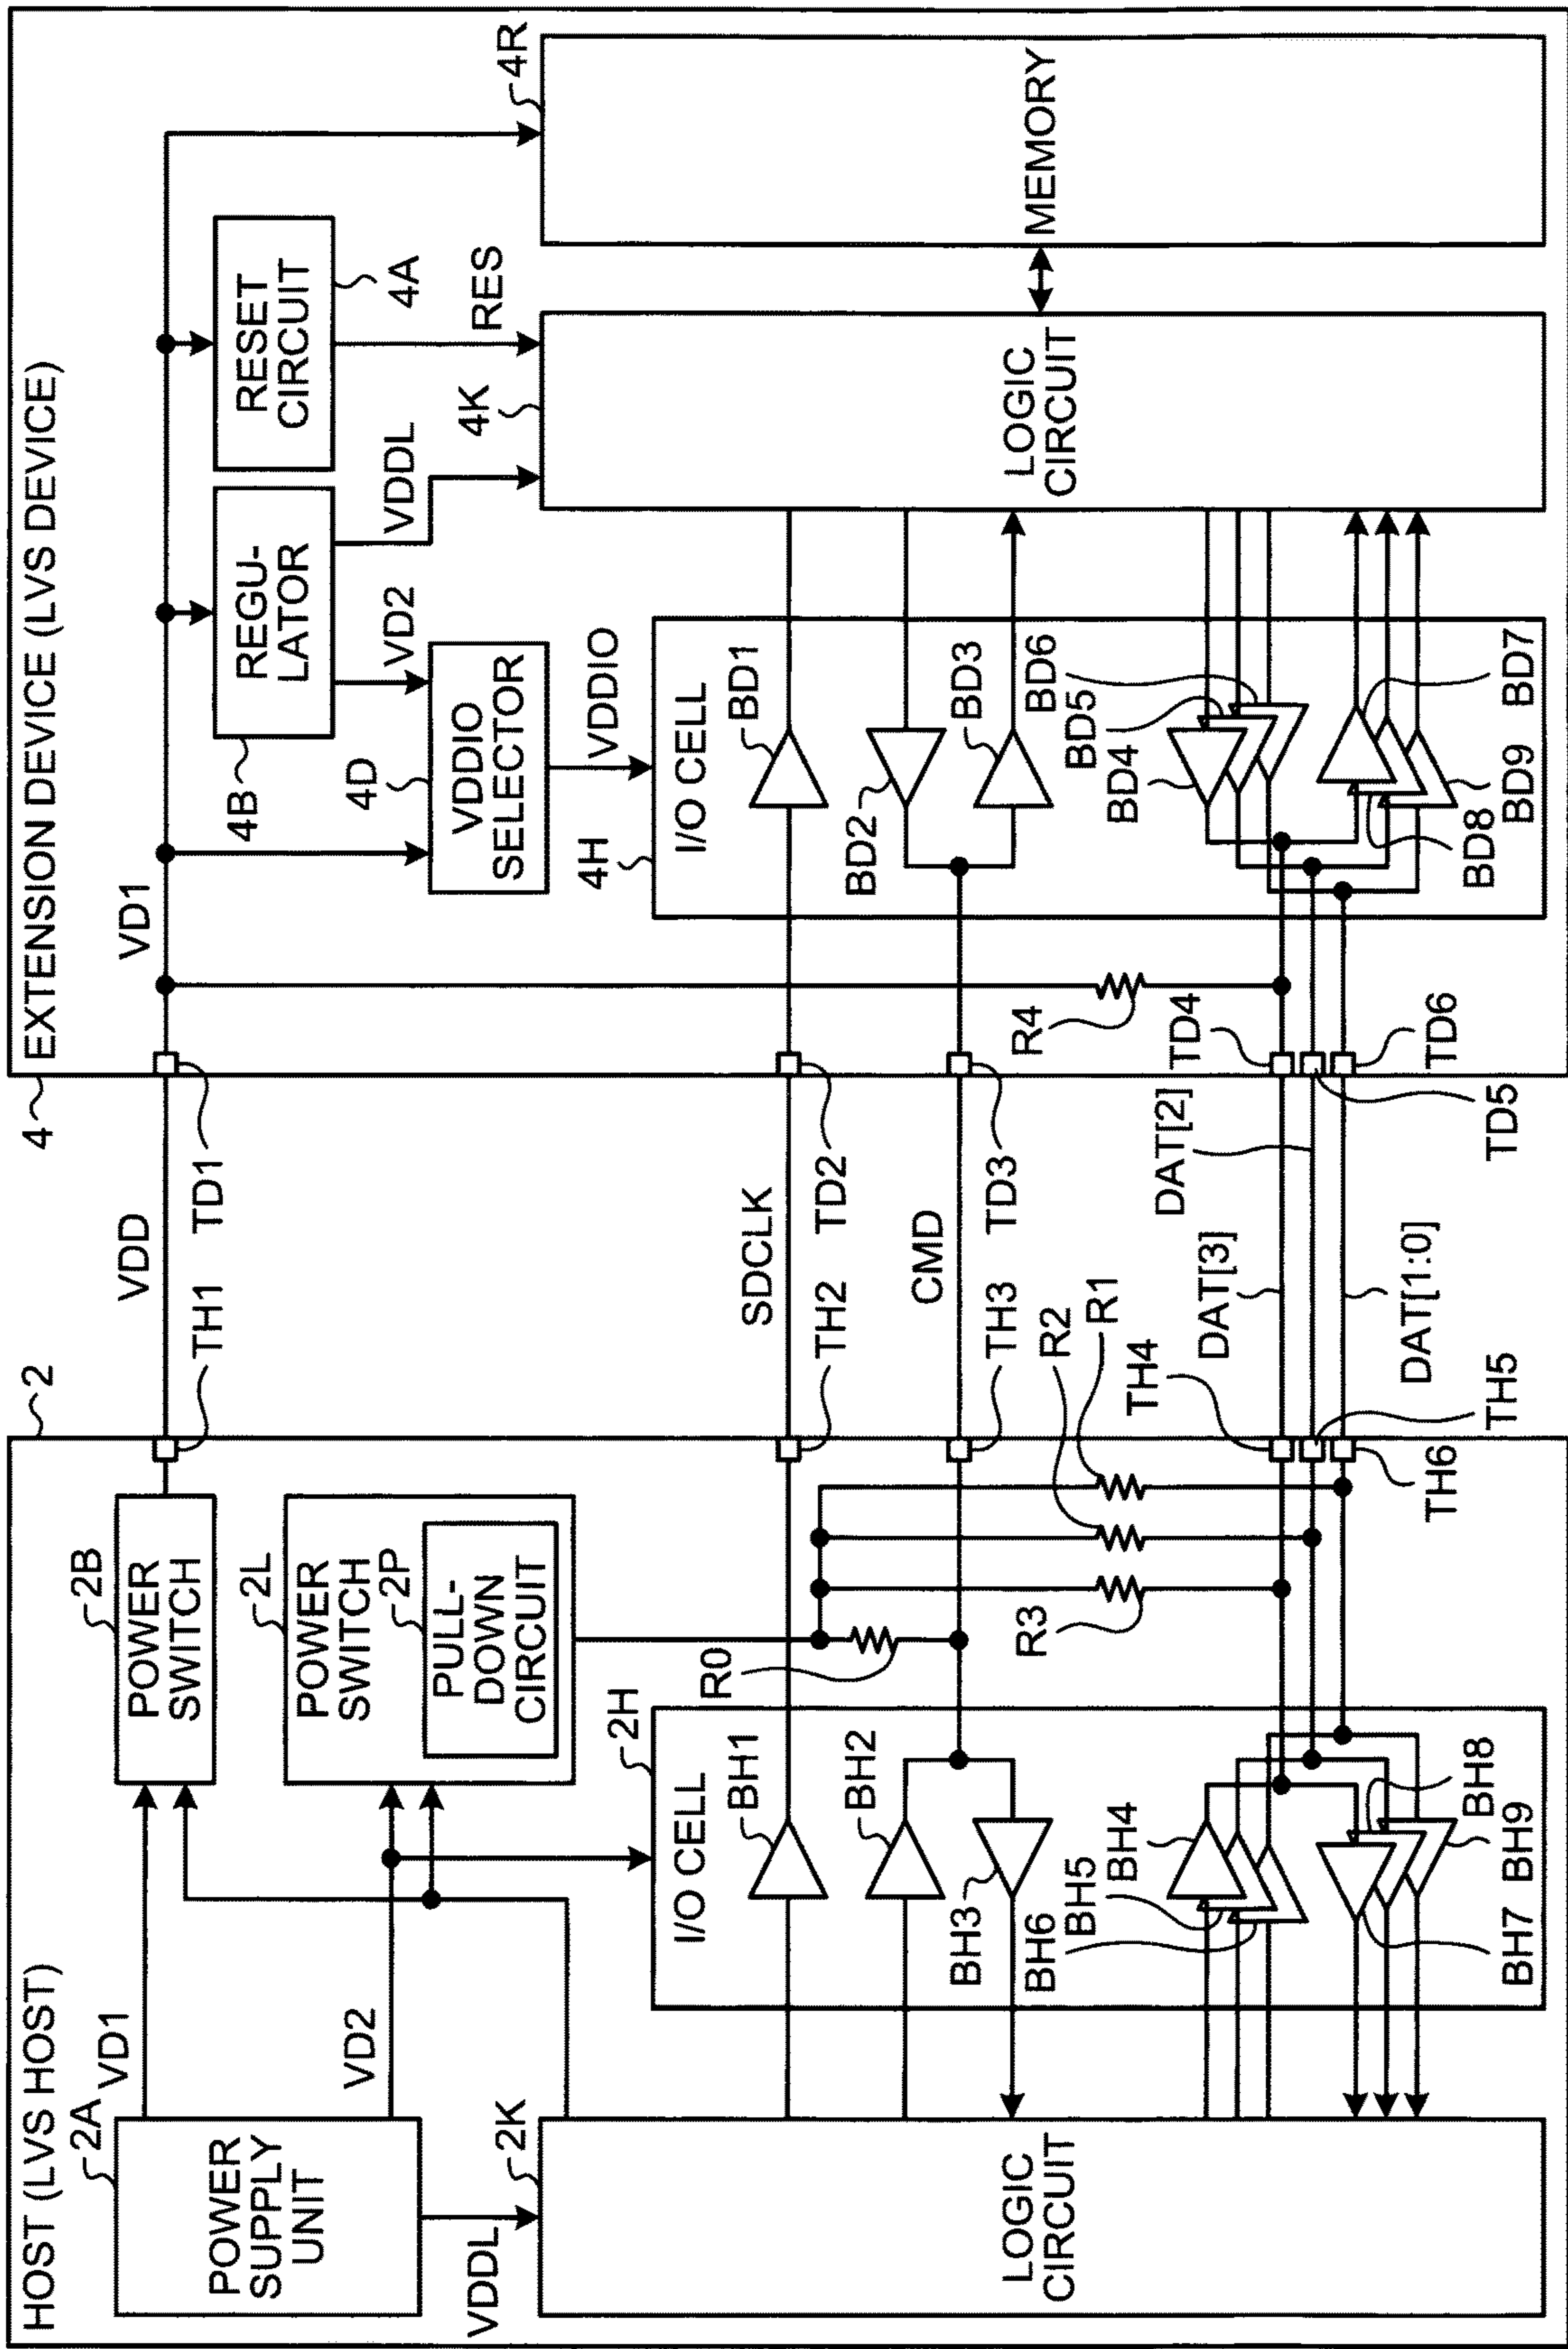 HOST (LVS HOST)
2A
POWER
SUPPLY
UNIT
VD1
VD2
VDDL
2B
POWER
SWITCH
2L
POWER
SWITCH
2P
PULL-
DOWN
CIRCUIT
2
TH1
2K
LOGIC
CIRCUIT
2H
I/O CELL
BH1
BH2
BH3
BH6
BH5
BH4
BH7
BH9
BH8
R0
R3
R2
R1
TH2
TH3
TH4
TH6
TH5
VDD
SDCLK
CMD
DAT[3]
DAT[2]
DAT[1:0]
4
EXTENSION DEVICE (LVS DEVICE)
TD1
TD2
TD3
TD4
TD5
TD6
VD1
R4
4B
REGU-
LATOR
RESET
CIRCUIT
4A
4D
VDDIO
SELECTOR
VD2
VDDL
RES
VDDIO
4H
I/O CELL
BD1
BD2
BD3
BD4
BD5
BD6
BD8
BD9
BD7
4K
LOGIC
CIRCUIT
4R
MEMORY